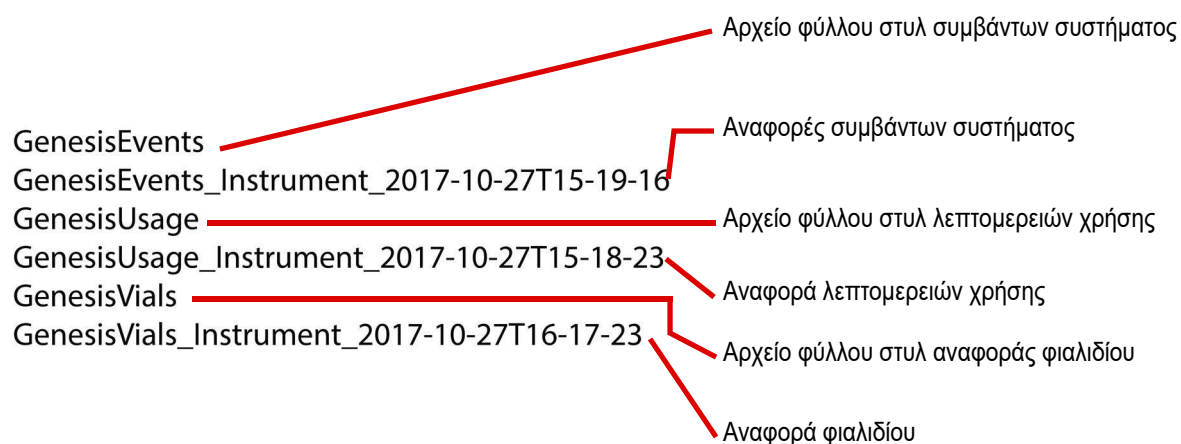 Αρχείο φύλλου στυλ συμβάντων συστήματος
GenesisEvents
Αναφορές συμβάντων συστήματος
GenesisEvents_Instrument_2017-10-27T15-19-16
GenesisUsage
Αρχείο φύλλου στυλ λεπτομερειών χρήσης
GenesisUsage_Instrument_2017-10-27T15-18-23
Αναφορά λεπτομερειών χρήσης
GenesisVials
Αρχείο φύλλου στυλ αναφοράς φιαλιδίου
GenesisVials_Instrument_2017-10-27T16-17-23
Αναφορά φιαλιδίου